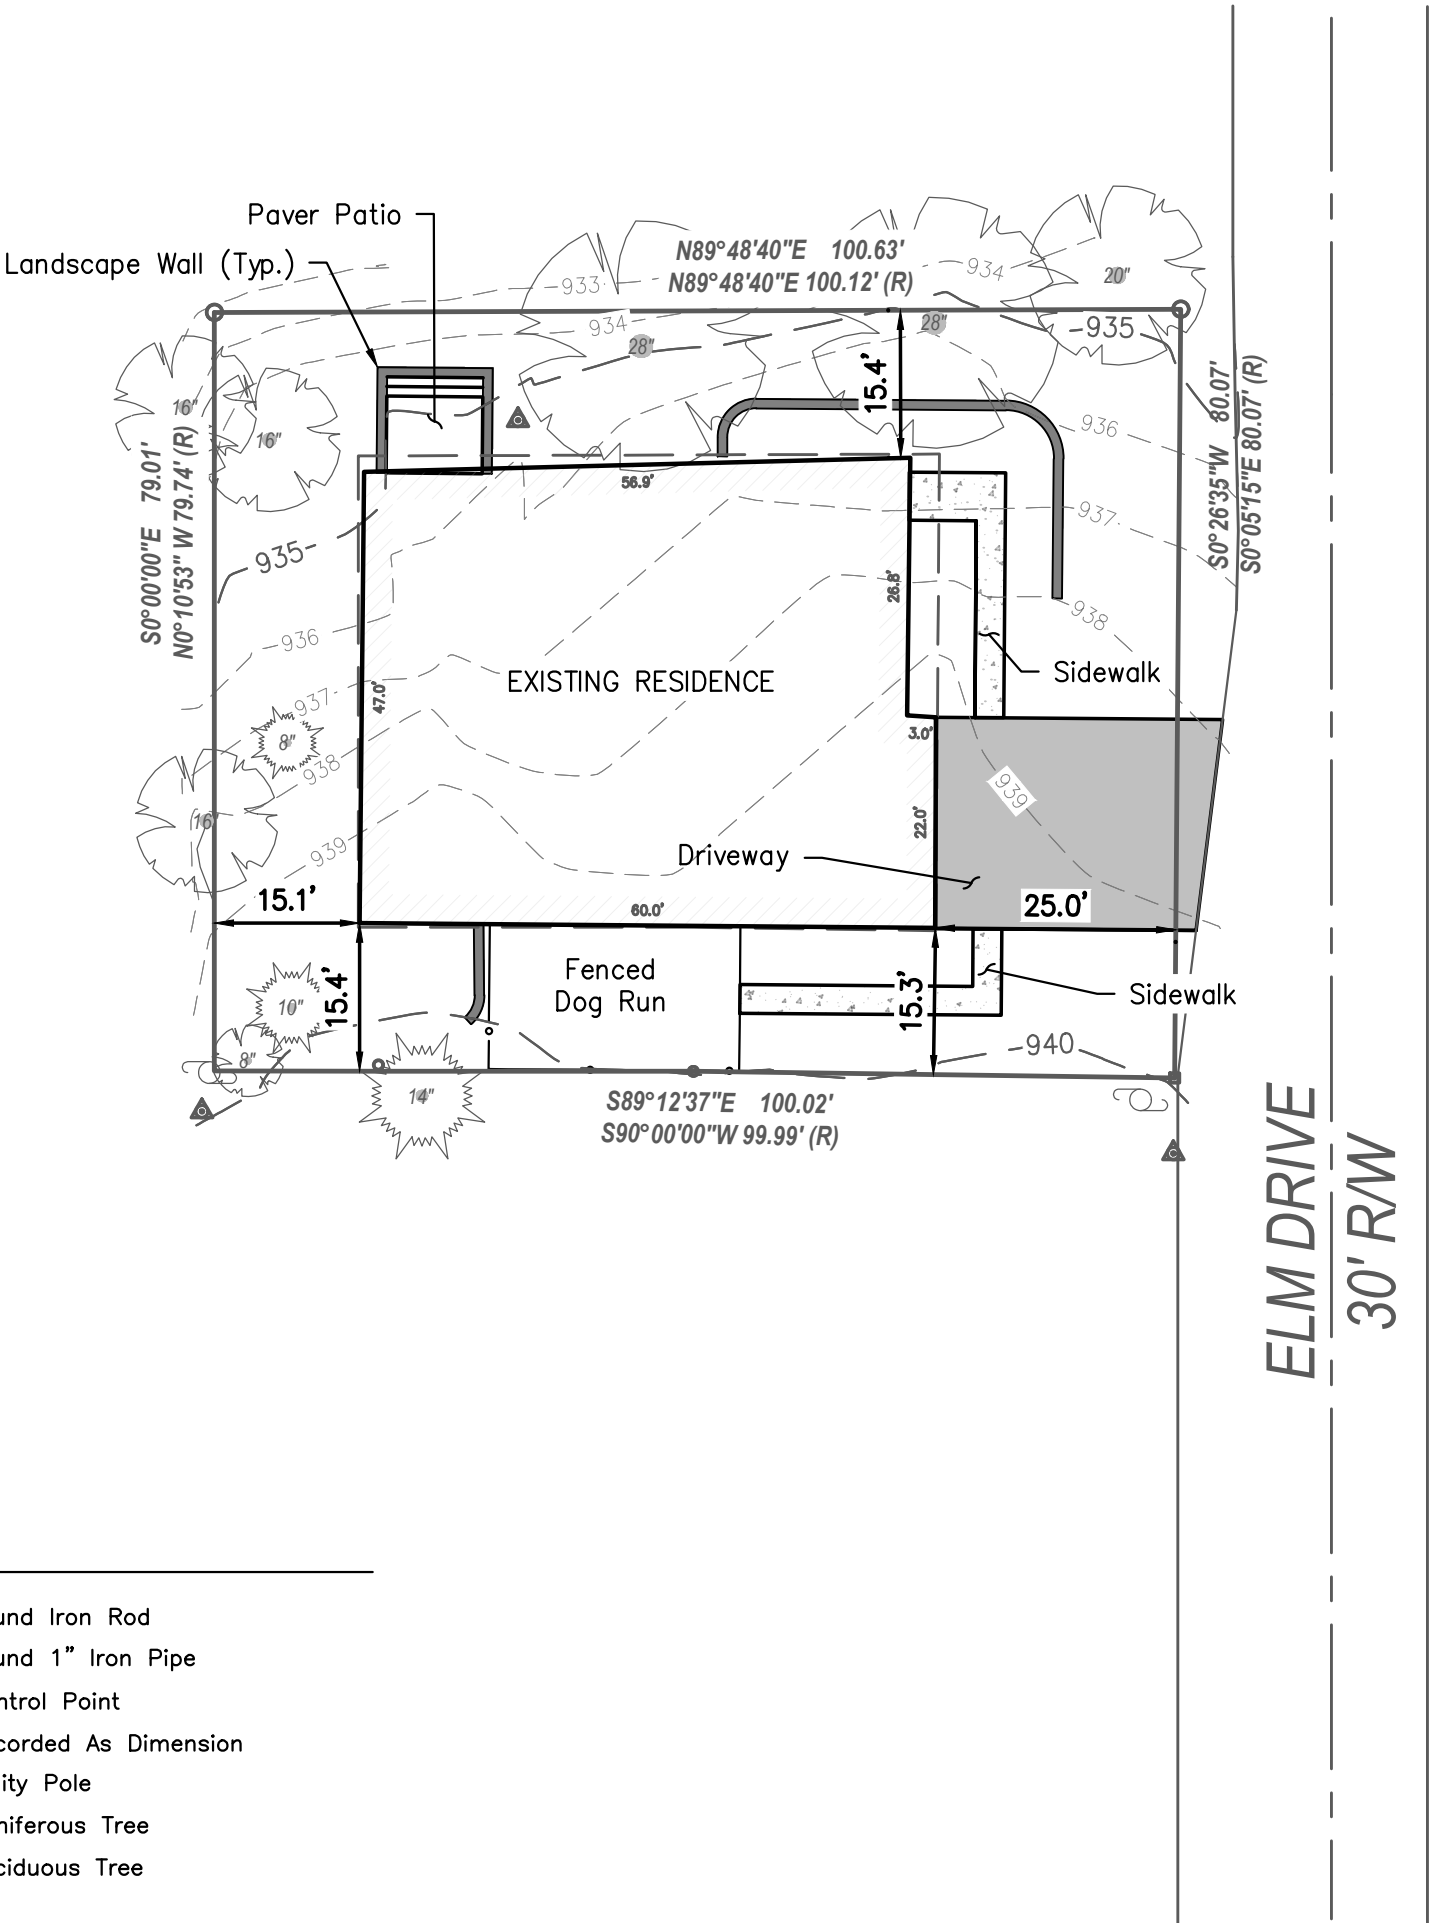 Paver Patio
Landscape Wall (Typ.)
N89°48'40"E 100.63'
N89°48'40"E 100.12' (R)
933
934
934
935
20"
28"
28"
15.4'
16"
16"
936
S0°26'35"W 80.07'
S0°05'15"E 80.07' (R)
S0°00'00"E 79.01'
N0°10'53" W 79.74' (R)
56.9'
937
935
26.8'
938
936
EXISTING RESIDENCE
Sidewalk
47.0'
937
8"
3.0'
938
939
16"
22.0'
939
Driveway
15.1'
60.0'
25.0'
Fenced
Dog Run
15.4'
15.3'
Sidewalk
10"
940
8"
14"
S89°12'37"E 100.02'
S90°00'00"W 99.99' (R)
ELM DRIVE
30' R/W
und Iron Rod
und 1" Iron Pipe
ntrol Point
corded As Dimension
ity Pole
niferous Tree
ciduous Tree